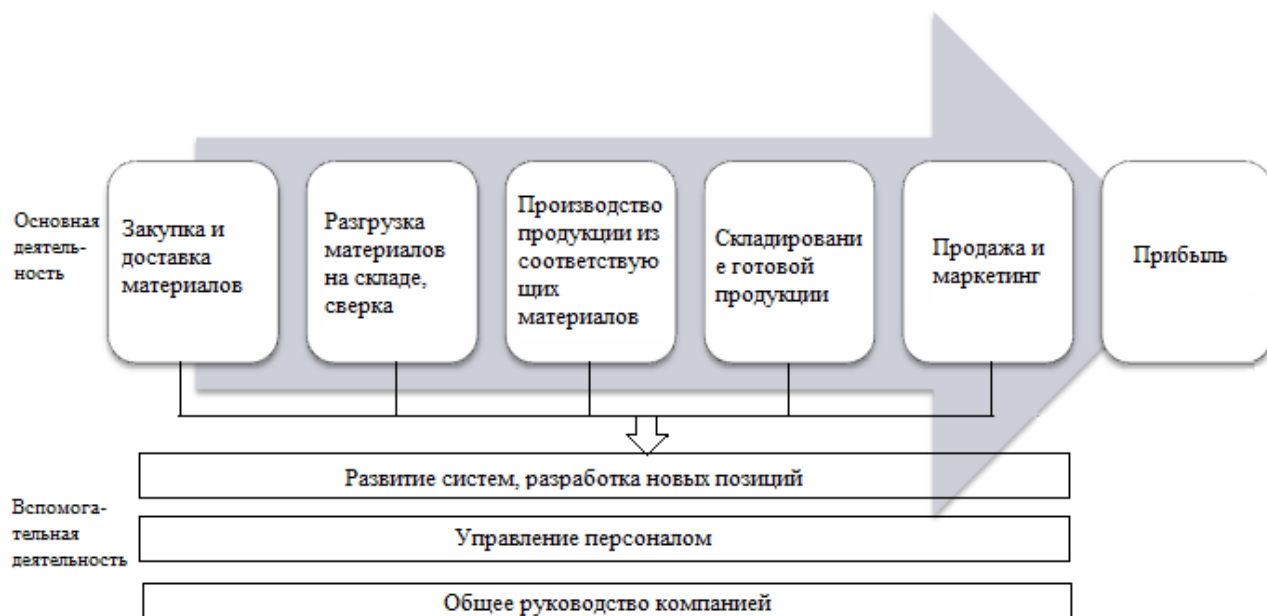 Основная
деятель-
ность
Закупка и
доставка
материалов
Разгрузка
материалов
на складе,
сверка
Производство
продукции из
соответствую
щих
материалов
Складировани
е готовой
продукции
Продажа и
маркетинг
Прибыль
Вспомога-
тельная
деятельность
Развитие систем, разработка новых позиций
Управление персоналом
Общее руководство компанией